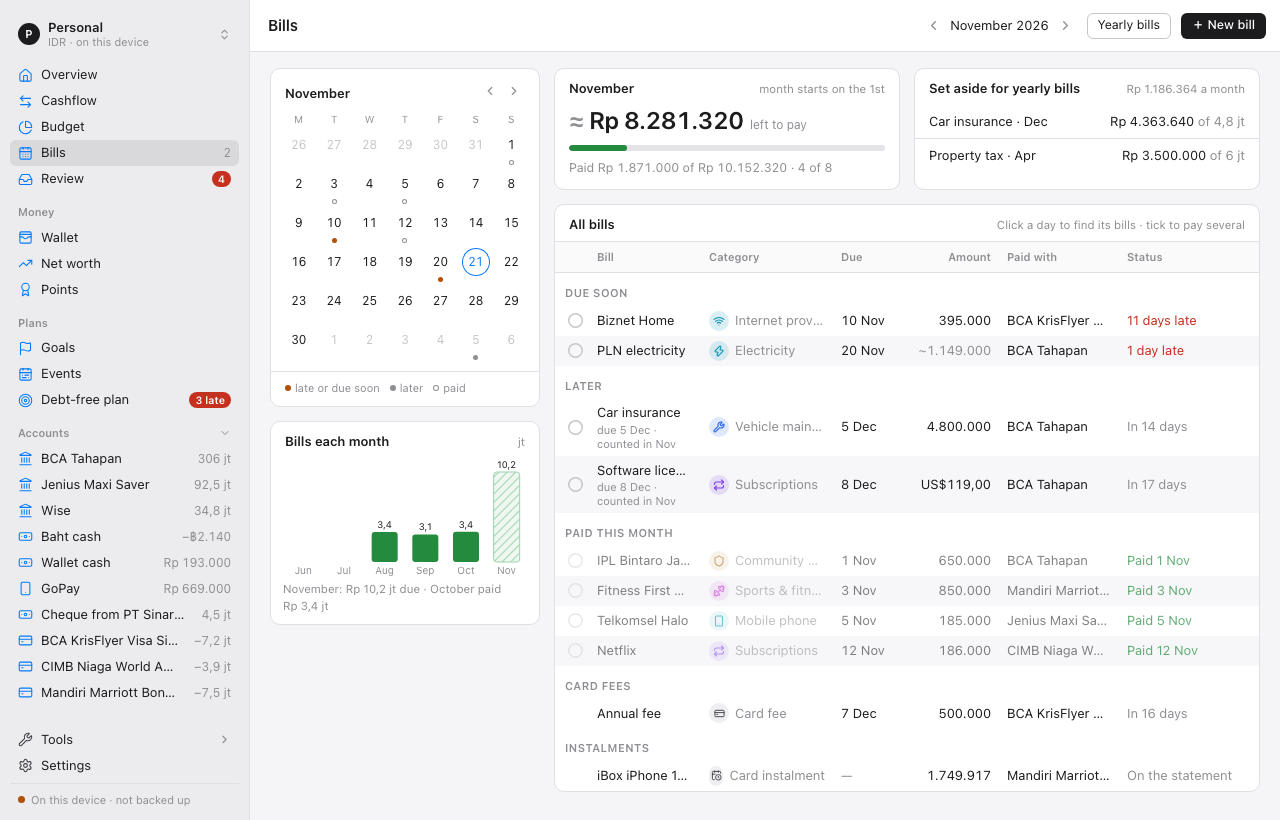 P
Personal
IDR · on this device
Overview
Cashflow
Budget
Bills 2
Review 4
Money
Wallet
Net worth
Points
Plans
Goals
Events
Debt-free plan 3 late
Accounts
BCA Tahapan 306 jt
Jenius Maxi Saver 92,5 jt
Wise 34,8 jt
Baht cash −฿2.140
Wallet cash Rp 193.000
GoPay Rp 669.000
Cheque from PT Sinar... 4,5 jt
BCA KrisFlyer Visa Si... −7,2 jt
CIMB Niaga World A... −3,9 jt
Mandiri Marriott Bon... −7,5 jt
Tools
Settings
On this device · not backed up
Bills
November 2026
Yearly bills
+ New bill
November
M T W T F S S
26 27 28 29 30 31 1
2 3 4 5 6 7 8
9 10 11 12 13 14 15
16 17 18 19 20 21 22
23 24 25 26 27 28 29
30 1 2 3 4 5 6
late or due soon later paid
Bills each month jt
10,2
3,4 3,1 3,4
Jun Jul Aug Sep Oct Nov
November: Rp 10,2 jt due · October paid
Rp 3,4 jt
November month starts on the 1st
≈ Rp 8.281.320 left to pay
Paid Rp 1.871.000 of Rp 10.152.320 · 4 of 8
Set aside for yearly bills Rp 1.186.364 a month
Car insurance · Dec Rp 4.363.640 of 4,8 jt
Property tax · Apr Rp 3.500.000 of 6 jt
All bills Click a day to find its bills · tick to pay several
Bill Category Due Amount Paid with Status
DUE SOON
Biznet Home Internet prov... 10 Nov 395.000 BCA KrisFlyer ... 11 days late
PLN electricity Electricity 20 Nov ~1.149.000 BCA Tahapan 1 day late
LATER
Car insurance
due 5 Dec ·
counted in Nov
Vehicle main... 5 Dec 4.800.000 BCA Tahapan In 14 days
Software lice...
due 8 Dec ·
counted in Nov
Subscriptions 8 Dec US$119,00 BCA Tahapan In 17 days
PAID THIS MONTH
IPL Bintaro Ja... Community ... 1 Nov 650.000 BCA Tahapan Paid 1 Nov
Fitness First ... Sports & fitn... 3 Nov 850.000 Mandiri Marriot... Paid 3 Nov
Telkomsel Halo Mobile phone 5 Nov 185.000 Jenius Maxi Sa... Paid 5 Nov
Netflix Subscriptions 12 Nov 186.000 CIMB Niaga W... Paid 12 Nov
CARD FEES
Annual fee Card fee 7 Dec 500.000 BCA KrisFlyer ... In 16 days
INSTALMENTS
iBox iPhone 1... Card instalment — 1.749.917 Mandiri Marriot... On the statement